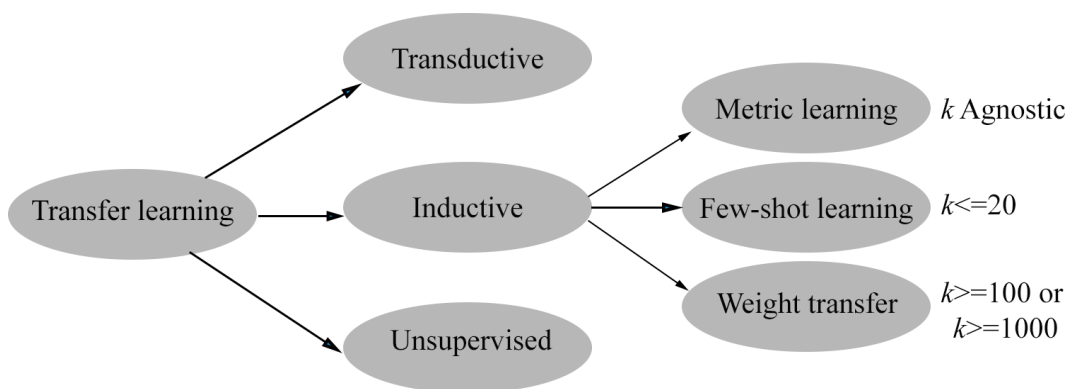 Transductive
Metric learning
k Agnostic
Transfer learning
Inductive
Few-shot learning
k<=20
Weight transfer
k>=100 or
k>=1000
Unsupervised